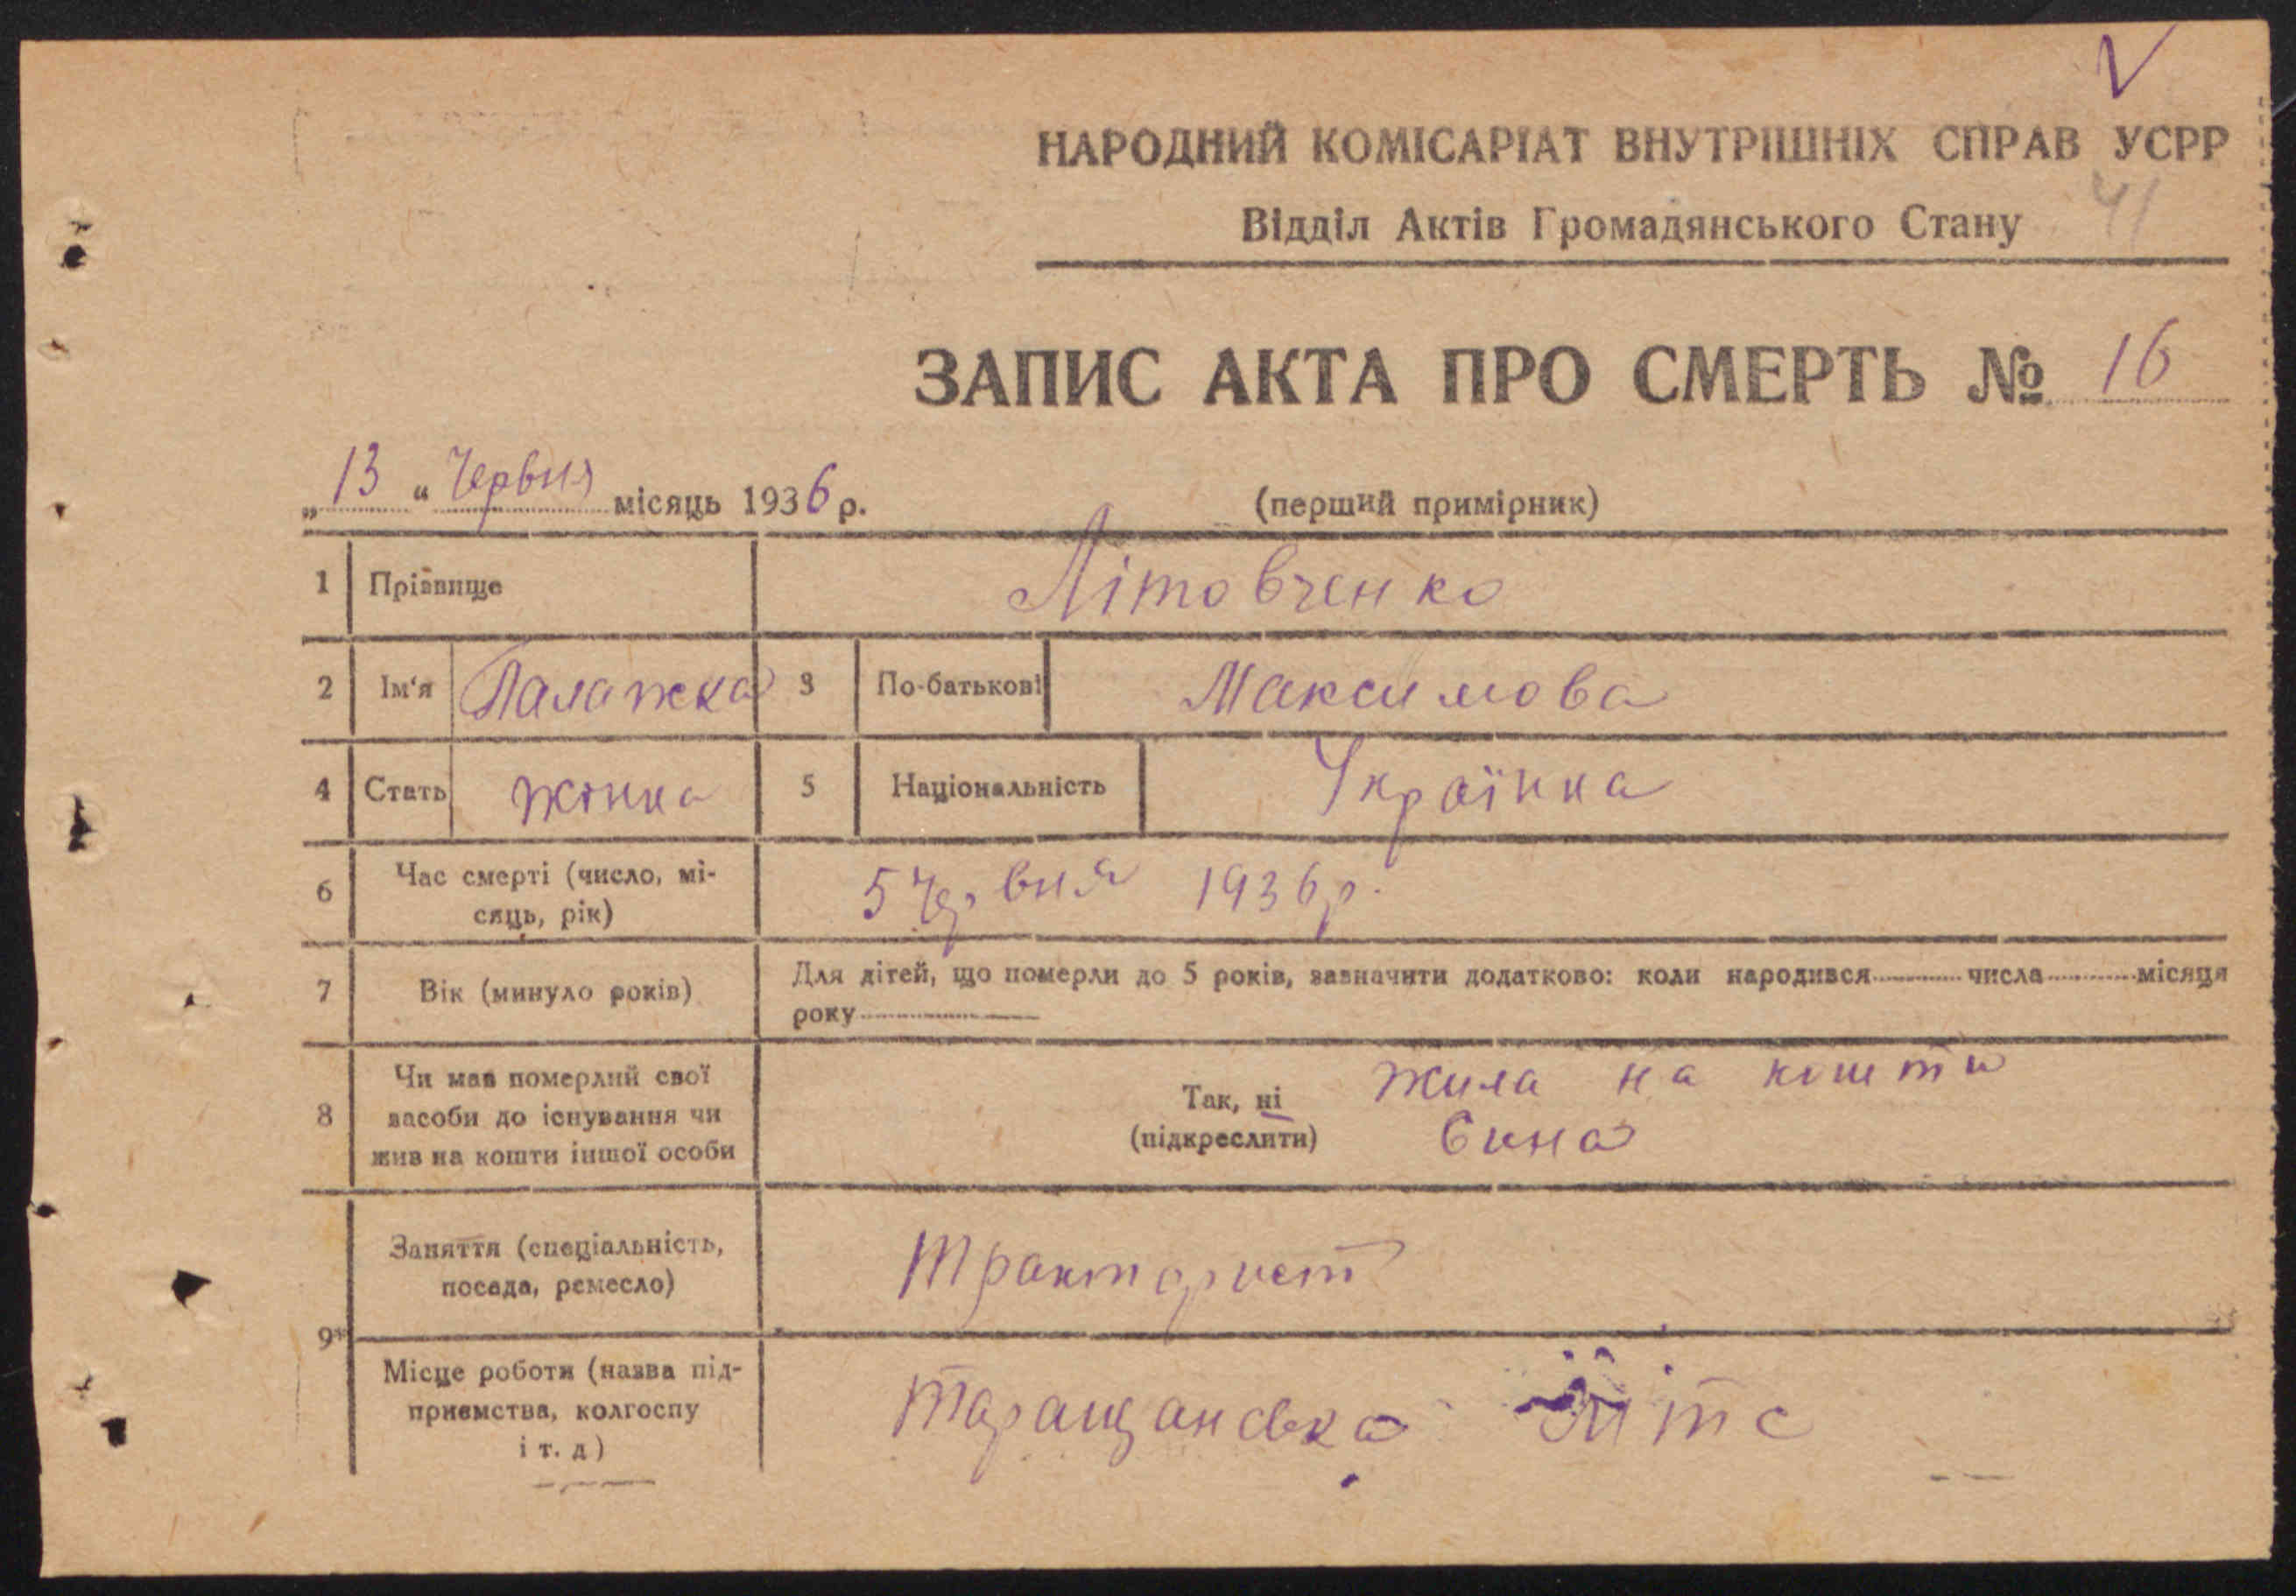 НАРОДНИЙ КОМІСАРІАТ ВНУТРІШНІХ СПРАВ УСРР
Відділ Актів Громадянського Стану 41
ЗАПИС АКТА ПРО СМЕРТЬ № 16
„13“ Червня місяць 1936 р. (перший примірник)
1 Прізвище Літовченко
2 Ім'я Палажка 3 По-батькові Максимова
4 Стать жінка 5 Національність Українка
6 Час смерті (число, мі-
сяць, рік) 5 Червня 1936 р.
7 Вік (минуло років) Для дітей, що померли до 5 років, зазначити додатково: коли народився числа місяця
року
8 Чи мав померлий свої
засоби до існування чи
жив на кошти іншої особи Так, ні
(підкреслити) жила на кошти
Сина
9* Заняття (спеціальність,
посада, ремесло) Тракторист
Місце роботи (назва під-
приємства, колгоспу
і т. д) Таращанська МТС